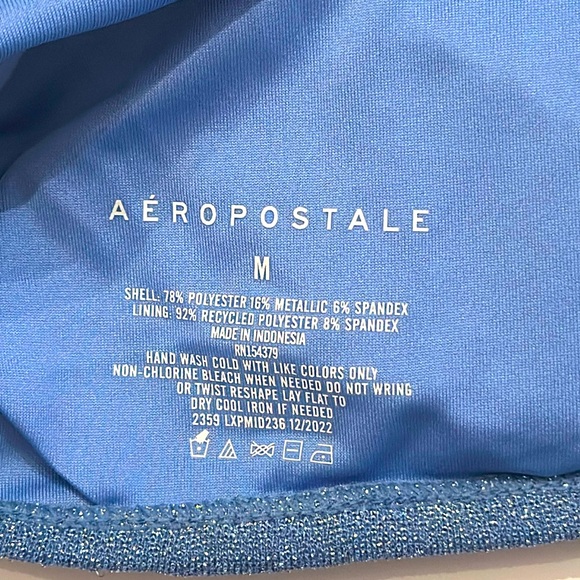 AÉROPOSTALE
M
SHELL: 78% POLYESTER 16% METALLIC 6% SPANDEX
LINING: 92% RECYCLED POLYESTER 8% SPANDEX
MADE IN INDONESIA
RN154379
HAND WASH COLD WITH LIKE COLORS ONLY
NON-CHLORINE BLEACH WHEN NEEDED DO NOT WRING
OR TWIST RESHAPE LAY FLAT TO
DRY COOL IRON IF NEEDED
2359 LXPMID236 12/2022